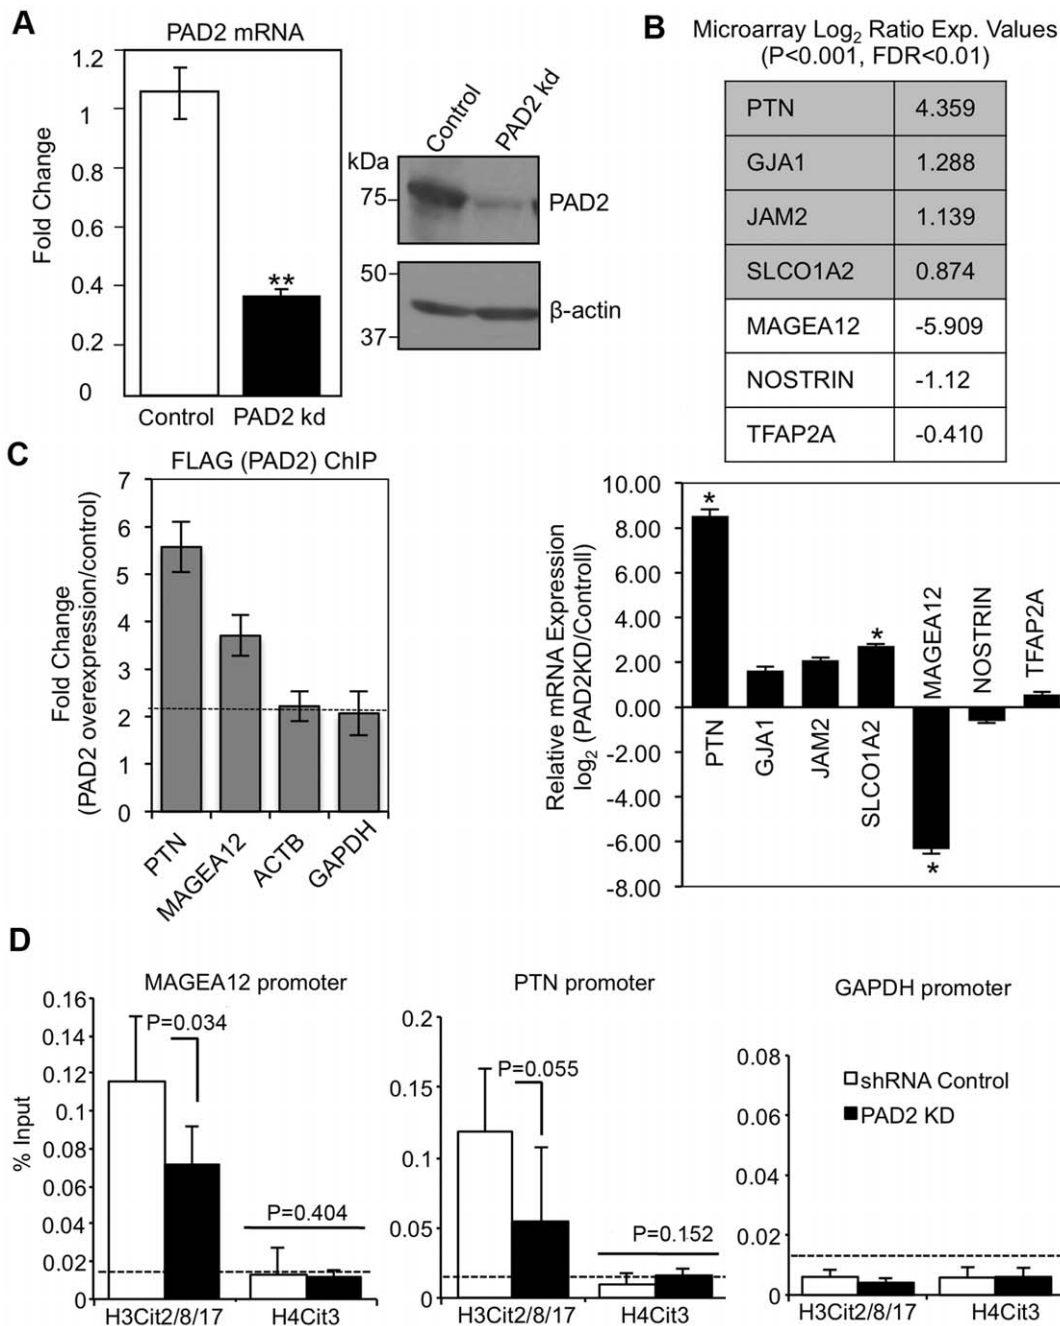 A
PAD2 mRNA
Fold Change
1.2
1
0.8
0.6
0.4
0.2
0
**
Control
PAD2 kd
kDa
Control
PAD2 kd
75
PAD2
50
37
β-actin
B
Microarray Log₂ Ratio Exp. Values
(P<0.001, FDR<0.01)
PTN 4.359
GJA1 1.288
JAM2 1.139
SLCO1A2 0.874
MAGEA12 -5.909
NOSTRIN -1.12
TFAP2A -0.410
Relative mRNA Expression
log₂ (PAD2KD/Controll)
10.00
8.00
6.00
4.00
2.00
0.00
-2.00
-4.00
-6.00
-8.00
*
*
*
PTN
GJA1
JAM2
SLCO1A2
MAGEA12
NOSTRIN
TFAP2A
C
FLAG (PAD2) ChIP
Fold Change
(PAD2 overexpression/control)
7
6
5
4
3
2
1
0
PTN
MAGEA12
ACTB
GAPDH
D
MAGEA12 promoter
% Input
0.16
0.14
0.12
0.1
0.08
0.06
0.04
0.02
0
P=0.034
P=0.404
H3Cit2/8/17
H4Cit3
PTN promoter
0.2
0.15
0.1
0.05
0
P=0.055
P=0.152
H3Cit2/8/17
H4Cit3
GAPDH promoter
0.08
0.06
0.04
0.02
0
shRNA Control
PAD2 KD
H3Cit2/8/17
H4Cit3